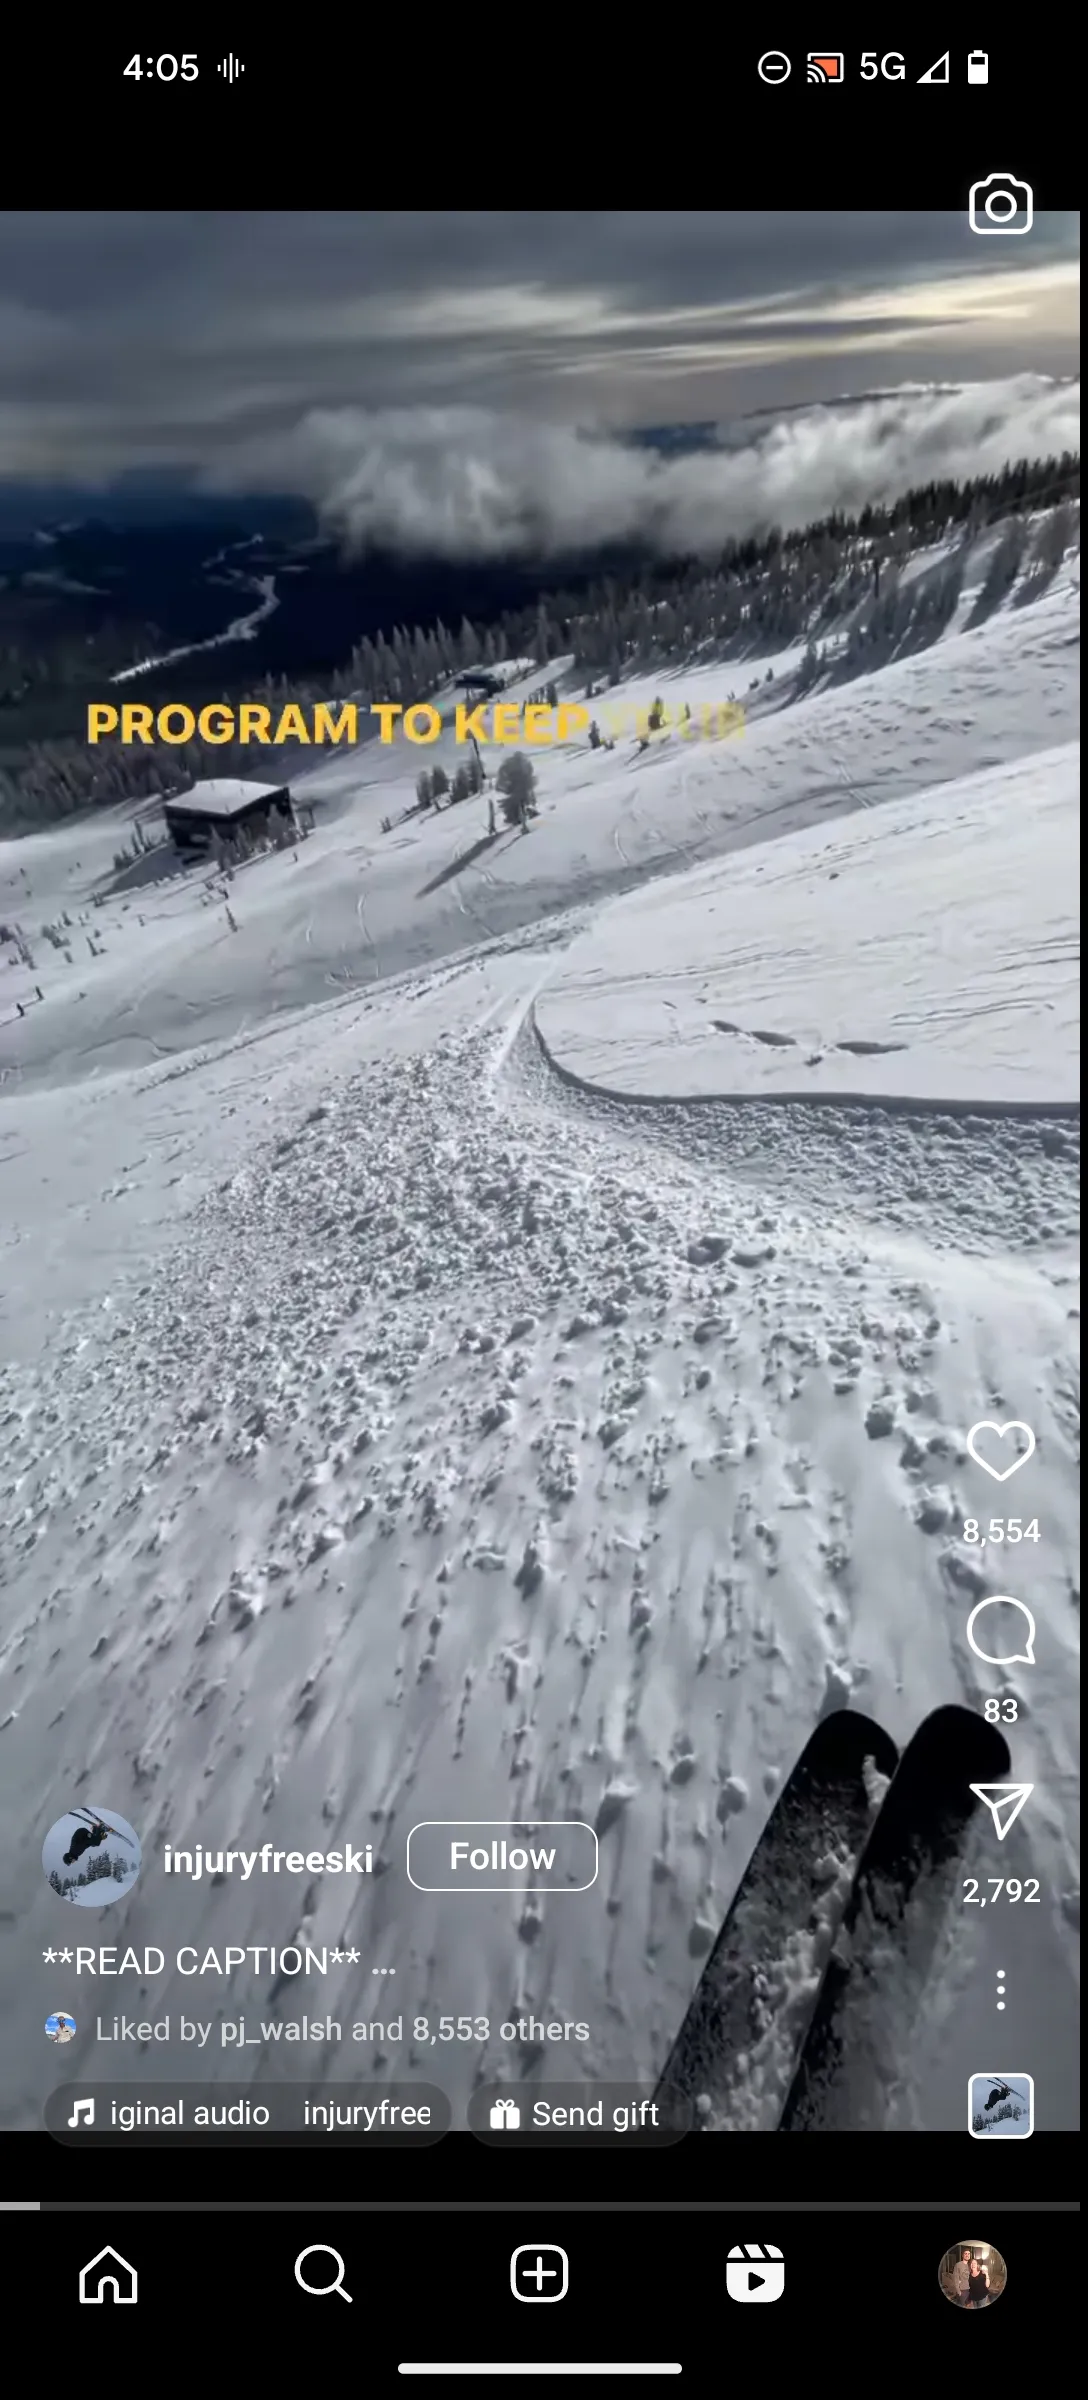 4:05
5G
PROGRAM TO KEEP YOUR
8,554
83
2,792
injuryfreeski
Follow
**READ CAPTION** ...
Liked by pj_walsh and 8,553 others
iginal audio injuryfree
Send gift